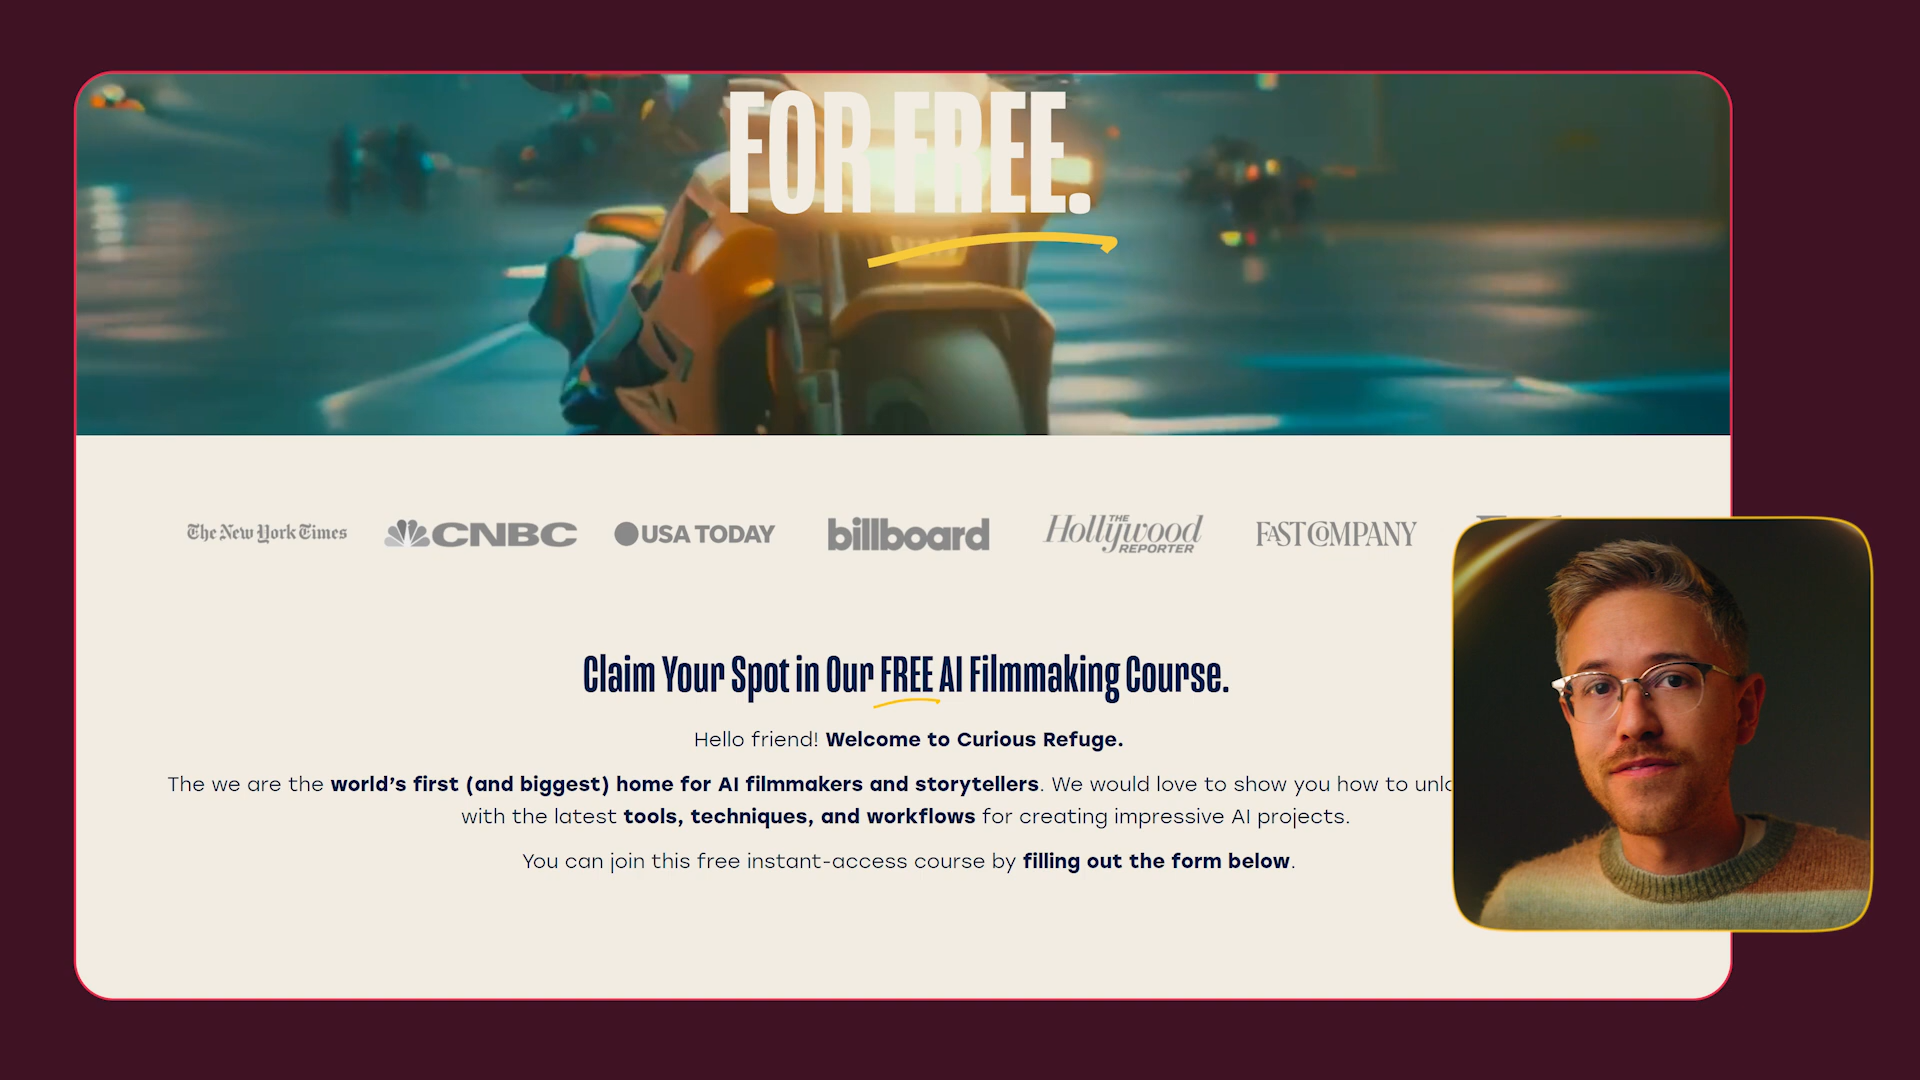 FOR FREE.
The New York Times
CNBC
USA TODAY
billboard
The Hollywood REPORTER
FAST COMPANY
Claim Your Spot in Our FREE AI Filmmaking Course.
Hello friend! Welcome to Curious Refuge.
The we are the world’s first (and biggest) home for AI filmmakers and storytellers. We would love to show you how to
with the latest tools, techniques, and workflows for creating impressive AI projects.
You can join this free instant-access course by filling out the form below.